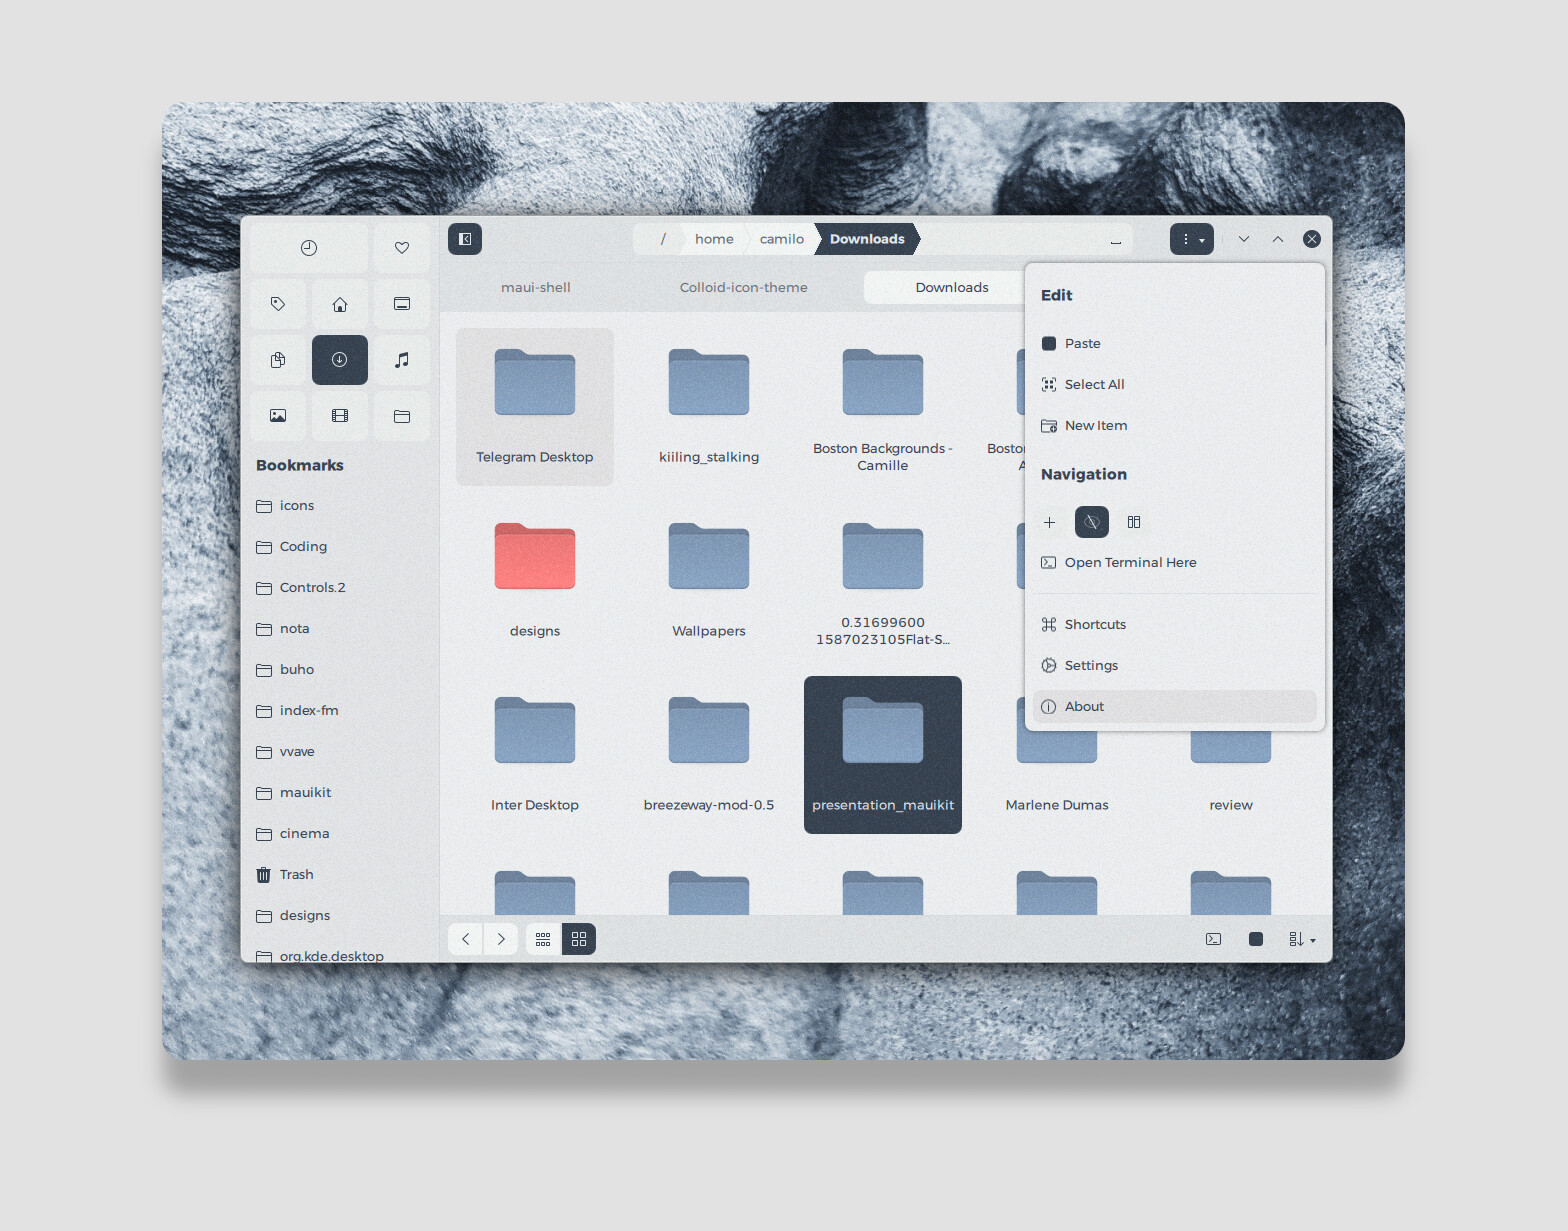 / home camilo Downloads
maui-shell Colloid-icon-theme Downloads
Bookmarks
icons
Coding
Controls.2
nota
buho
index-fm
vvave
mauikit
cinema
Trash
designs
org.kde.desktop
Telegram Desktop
kiiling_stalking
Boston Backgrounds -
Camille
Boston
A
designs
Wallpapers
0.31699600
1587023105Flat-S...
Inter Desktop
breezeway-mod-0.5
presentation_mauikit
Marlene Dumas
review
Edit
Paste
Select All
New Item
Navigation
Open Terminal Here
Shortcuts
Settings
About